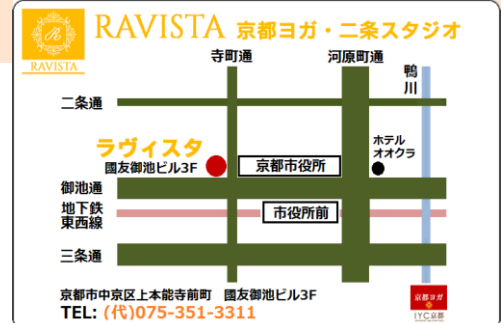 RAVISTA 京都ヨガ・二条スタジオ
RAVISTA
寺町通
河原町通
鴨川
二条通
ラヴィスタ
國友御池ビル3F
京都市役所
ホテル
オオクラ
御池通
地下鉄
東西線
市役所前
三条通
京都市中京区上本能寺前町 國友御池ビル3F
TEL: (代)075-351-3311
京都ヨガ
IYC京都